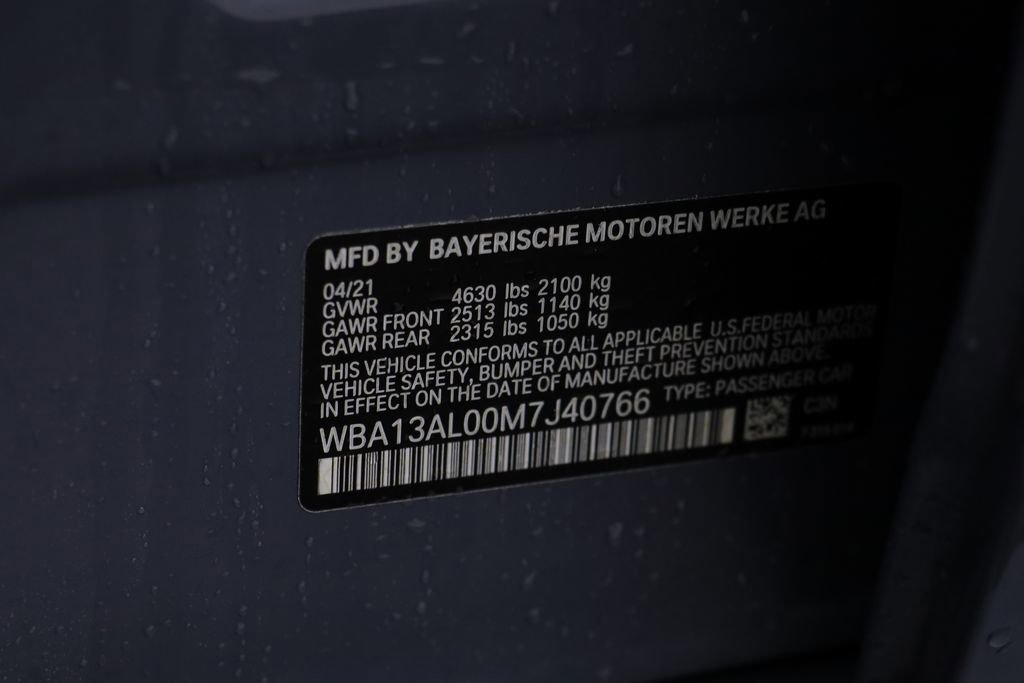 MFD BY BAYERISCHE MOTOREN WERKE AG
04/21
GVWR 4630 lbs 2100 kg
GAWR FRONT 2513 lbs 1140 kg
GAWR REAR 2315 lbs 1050 kg
THIS VEHICLE CONFORMS TO ALL APPLICABLE U.S.FEDERAL MOTOR
VEHICLE SAFETY, BUMPER AND THEFT PREVENTION STANDARDS
IN EFFECT ON THE DATE OF MANUFACTURE SHOWN ABOVE.
WBA13AL00M7J40766 TYPE: PASSENGER CAR
C3N